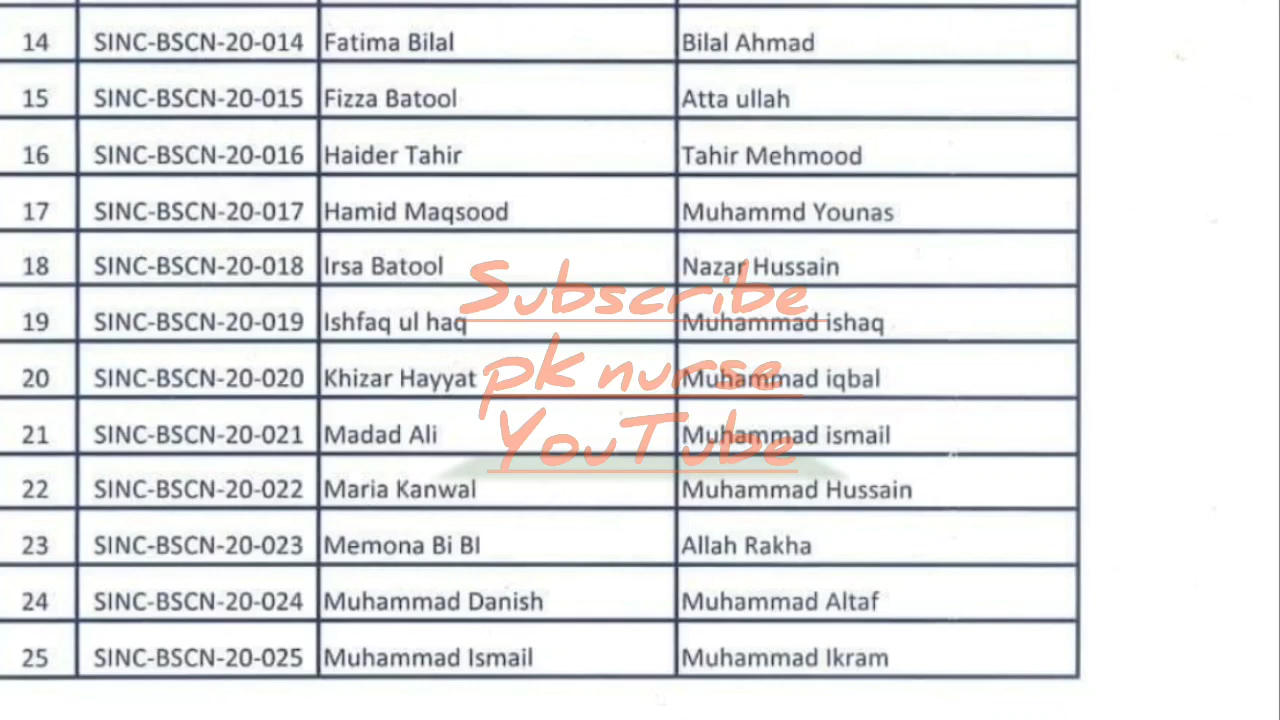 14 SINC-BSCN-20-014 Fatima Bilal Bilal Ahmad
15 SINC-BSCN-20-015 Fizza Batool Atta ullah
16 SINC-BSCN-20-016 Haider Tahir Tahir Mehmood
17 SINC-BSCN-20-017 Hamid Maqsood Muhammd Younas
18 SINC-BSCN-20-018 Irsa Batool Nazar Hussain
Subscribe
19 SINC-BSCN-20-019 Ishfaq ul haq Muhammad ishaq
20 SINC-BSCN-20-020 Khizar Hayyat Muhammad iqbal
pk nurse
21 SINC-BSCN-20-021 Madad Ali Muhammad ismail
YouTube
22 SINC-BSCN-20-022 Maria Kanwal Muhammad Hussain
23 SINC-BSCN-20-023 Memona Bi BI Allah Rakha
24 SINC-BSCN-20-024 Muhammad Danish Muhammad Altaf
25 SINC-BSCN-20-025 Muhammad Ismail Muhammad Ikram